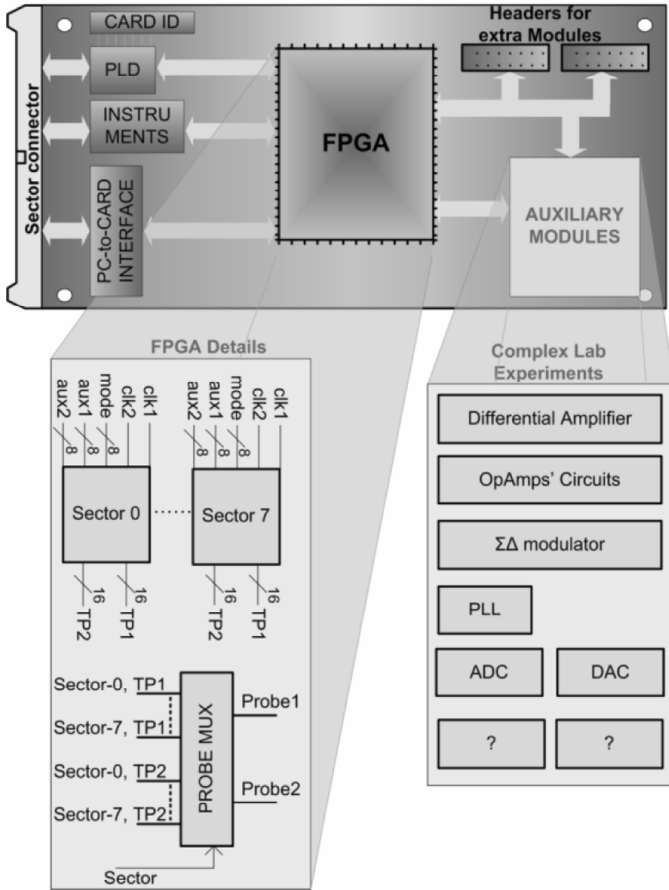 CARD ID
Headers for
extra Modules
PLD
INSTRU
MENTS
FPGA
Sector connector
PC-to-CARD
INTERFACE
AUXILIARY
MODULES
FPGA Details
aux2
aux1
mode
clk2
clk1
aux2
aux1
mode
clk2
clk1
8
8
8
8
8
8
Sector 0
Sector 7
16
16
16
16
TP2
TP1
TP2
TP1
Sector-0, TP1
Sector-7, TP1
Sector-0, TP2
Sector-7, TP2
PROBE MUX
Probe1
Probe2
Sector
Complex Lab
Experiments
Differential Amplifier
OpAmps' Circuits
ΣΔ modulator
PLL
ADC
DAC
?
?